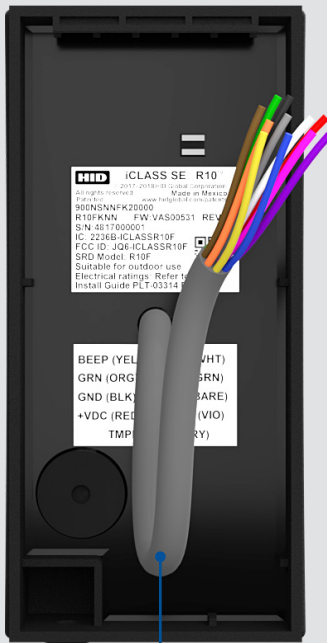 HID iCLASS SE R10™
2017-2018 HID Global Corporation
All rights reserved. Made in Mexico
900NSNNFK20000
R10FKNN FW:VAS00531 REV
S/N:4817000001
IC: 2236B-ICLASSR10F
FCC ID: JQ6-ICLASSR10F
SRD Model: R10F
Suitable for outdoor use
Electrical ratings: Refer to
Install Guide PLT-03314
BEEP (YEL WHT)
GRN (ORG GRN)
GND (BLK) BARE)
+VDC (RED (VIO)
TMP RY)